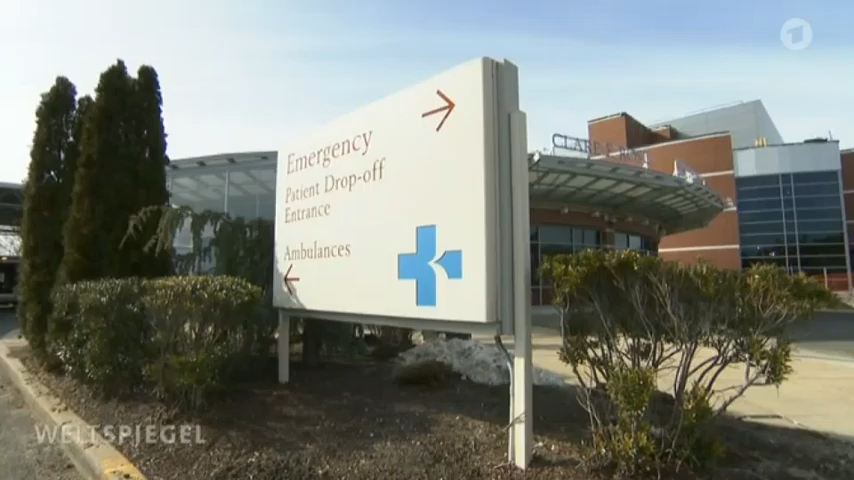 Emergency
Patient Drop-off
Entrance
Ambulances
WELTSPIEGEL